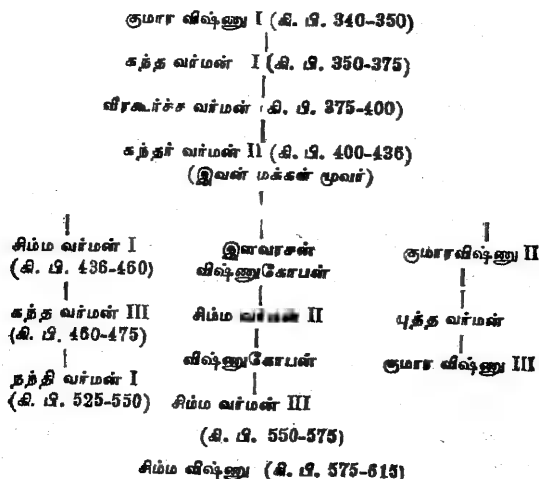 குமார விஷ்ணு I (கி. பி. 340-350)
கந்த வர்மன் I (கி. பி. 350-375)
வீரகூர்ச்ச வர்மன் கி. பி. 375-400)
கந்தர் வர்மன் II (கி. பி. 400-436)
(இவன் மக்கள் மூவர்)
சிம்ம வர்மன் I
(கி. பி. 436-460)
கந்த வர்மன் III
(கி. பி. 460-475)
நந்தி வர்மன் I
(கி. பி. 525-550)
இளவரசன்
விஷ்ணுகோபன்
சிம்ம வர்மன் II
விஷ்ணுகோபன்
சிம்ம வர்மன் III
(கி. பி. 550-575)
குமாரவிஷ்ணு II
புத்த வர்மன்
குமார விஷ்ணு III
சிம்ம விஷ்ணு (கி. பி. 575-615)